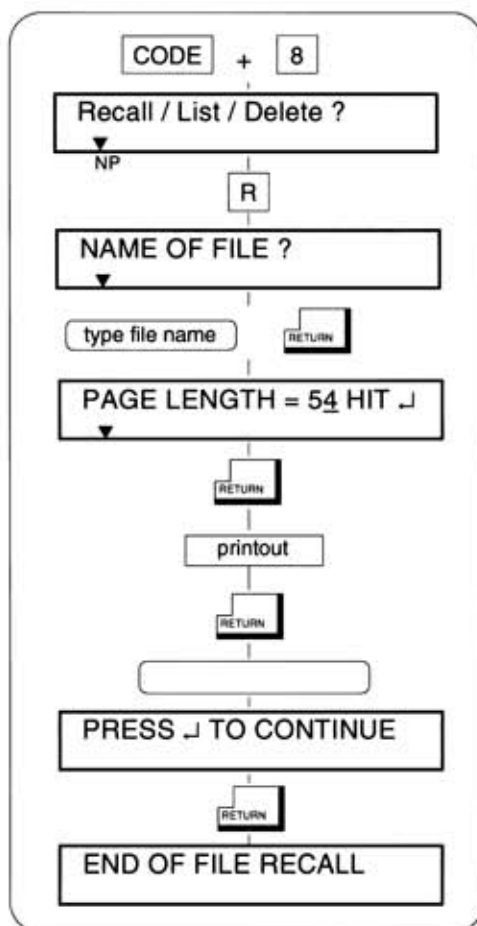 CODE + 8
Recall / List / Delete ?
NP
R
NAME OF FILE ?
type file name RETURN
PAGE LENGTH = 54 HIT ↵
RETURN
printout
RETURN
PRESS ↵ TO CONTINUE
RETURN
END OF FILE RECALL